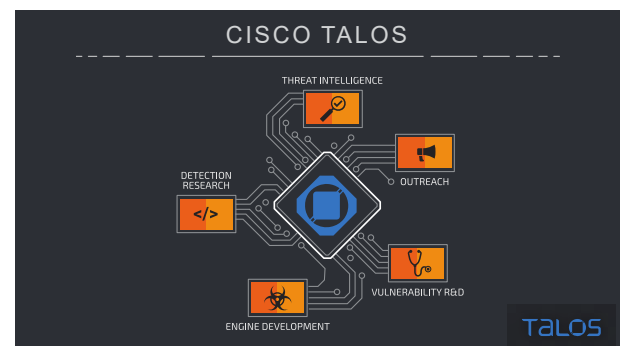 CISCO TALOS
THREAT INTELLIGENCE
OUTREACH
DETECTION
RESEARCH
</>
VULNERABILITY R&D
ENGINE DEVELOPMENT
TALOS